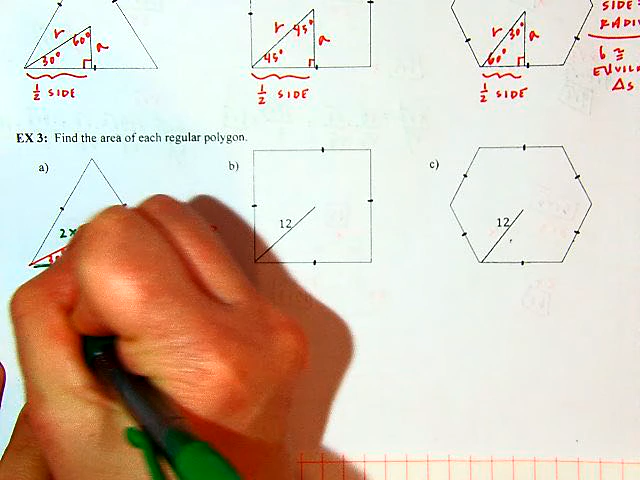 SIDE =
RADIU
r 60° a
30°
r 45° a
45°
r 30° a
60°
6 ≅
EQUIL
Δs
1/2 SIDE
1/2 SIDE
1/2 SIDE
EX 3: Find the area of each regular polygon.
a)
b)
c)
2x
12
12